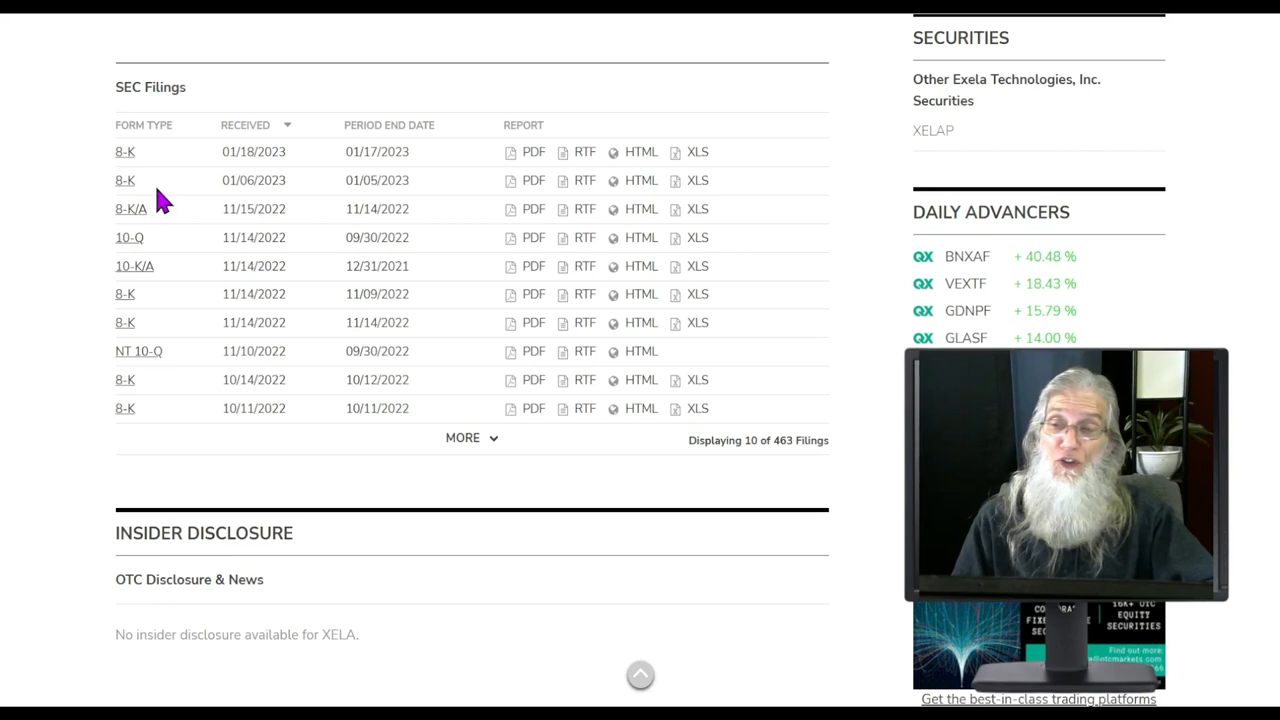 SEC Filings
FORM TYPE RECEIVED PERIOD END DATE REPORT
8-K 01/18/2023 01/17/2023 PDF RTF HTML XLS
8-K 01/06/2023 01/05/2023 PDF RTF HTML XLS
8-K/A 11/15/2022 11/14/2022 PDF RTF HTML XLS
10-Q 11/14/2022 09/30/2022 PDF RTF HTML XLS
10-K/A 11/14/2022 12/31/2021 PDF RTF HTML XLS
8-K 11/14/2022 11/09/2022 PDF RTF HTML XLS
8-K 11/14/2022 11/14/2022 PDF RTF HTML XLS
NT 10-Q 11/10/2022 09/30/2022 PDF RTF HTML
8-K 10/14/2022 10/12/2022 PDF RTF HTML XLS
8-K 10/11/2022 10/11/2022 PDF RTF HTML XLS
MORE Displaying 10 of 463 Filings
INSIDER DISCLOSURE
OTC Disclosure & News
No insider disclosure available for XELA.
SECURITIES
Other Exela Technologies, Inc.
Securities
XELAP
DAILY ADVANCERS
QX BNXAF + 40.48 %
QX VEXTF + 18.43 %
QX GDNPF + 15.79 %
QX GLASF + 14.00 %
16K+ OTC
EQUITY
SECURITIES
Find out more:
@otcmarkets.com
Get the best-in-class trading platforms